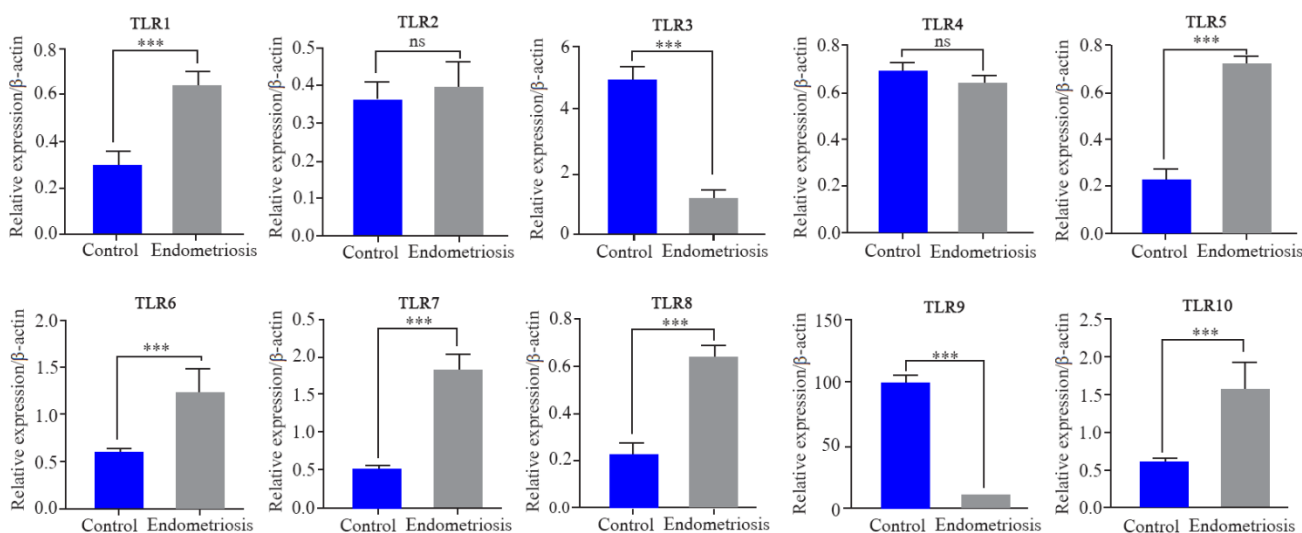 TLR1
***
Relative expression/β-actin
0.8
0.6
0.4
0.0
Control
Endometriosis
TLR2
ns
Relative expression/β-actin
0.5
0.4
0.2
0.3
0.1
0.0
Control
Endometriosis
TLR3
***
Relative expression/β-actin
6
4
2
0
Control
Endometriosis
TLR4
ns
Relative expression/β-actin
0.8
0.6
0.4
0.2
0.0
Control
Endometriosis
TLR5
***
Relative expression/β-actin
0.8
0.6
0.4
0.2
0.0
Control
Endometriosis
TLR6
***
Relative expression/β-actin
2.0
1.5
1.0
0.5
0.0
Control
Endometriosis
TLR7
***
Relative expression/β-actin
0.5
2.0
1.5
1.0
0.5
0.0
Control
Endometriosis
TLR8
***
Relative expression/β-actin
0.8
0.6
0.4
0.2
0.0
Control
Endometriosis
TLR9
***
Relative expression/β-actin
150
100
50
0
Control
Endometriosis
TLR10
***
Relative expression/β-actin
2.5
2.0
1.5
1.0
0.5
0.0
Control
Endometriosis